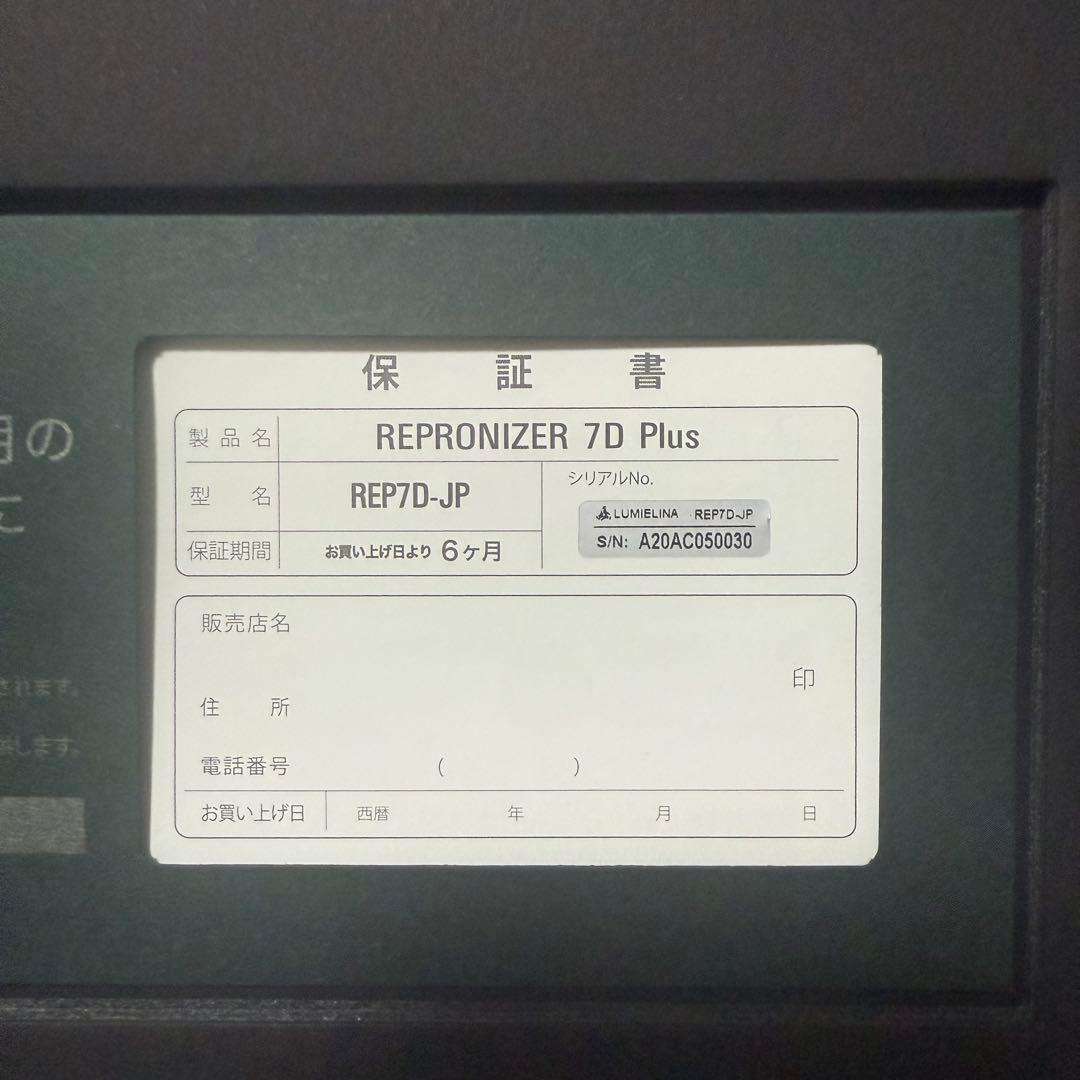 保証書
製品名 REPRONIZER 7D Plus
型名 REP7D-JP
シリアルNo.
LUMIELINA REP7D-JP
S/N: A20AC050030
保証期間 お買い上げ日より 6ヶ月
販売店名
印
住所
電話番号 ( )
お買い上げ日 西暦 年 月 日
の
に
されます。
します。